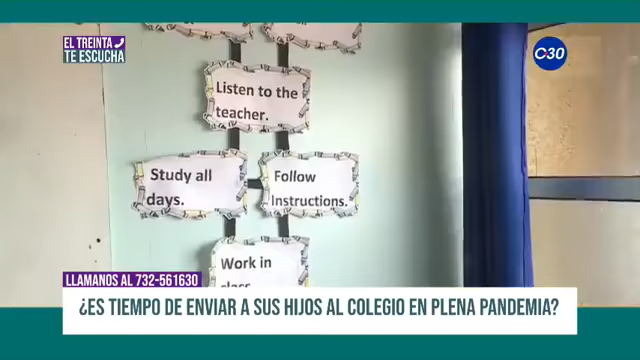 EL TREINTA
TE ESCUCHA
C30
Listen to the
teacher.
Study all
days.
Follow
Instructions.
Work in
class
LLAMANOS AL 732-561630
¿ES TIEMPO DE ENVIAR A SUS HIJOS AL COLEGIO EN PLENA PANDEMIA?